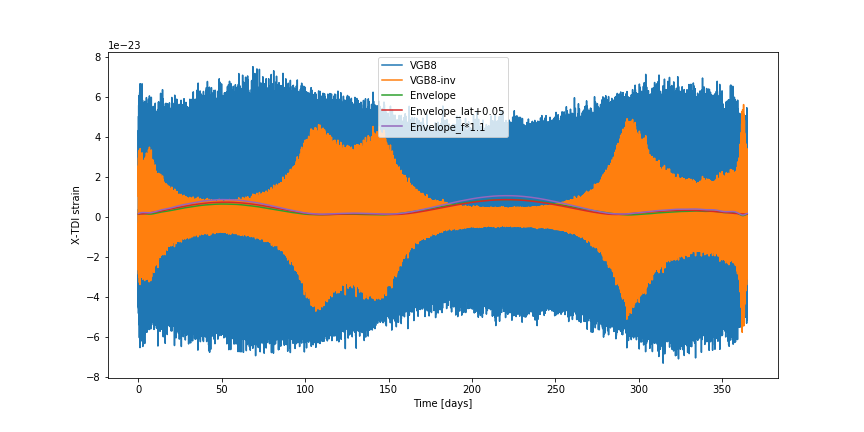 1e−23
8
6
4
2
0
−2
−4
−6
−8
X-TDI strain
VGB8
VGB8-inv
Envelope
Envelope_lat+0.05
Envelope_f*1.1
0 50 100 150 200 250 300 350
Time [days]